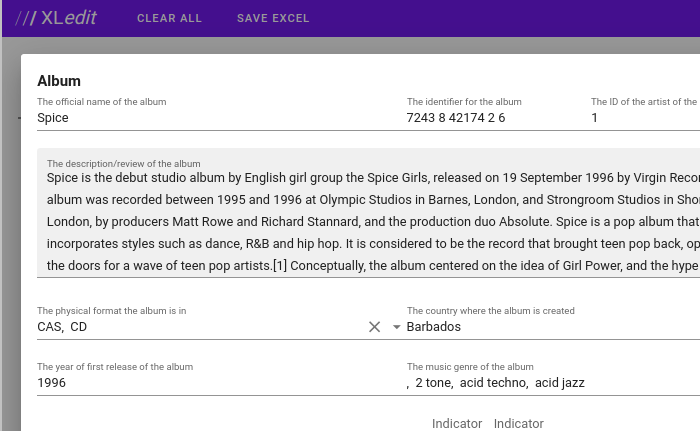 /// XLedit CLEAR ALL SAVE EXCEL
Album
The official name of the album The identifier for the album The ID of the artist of the
Spice 7243 8 42174 2 6 1
The description/review of the album
Spice is the debut studio album by English girl group the Spice Girls, released on 19 September 1996 by Virgin Recor
album was recorded between 1995 and 1996 at Olympic Studios in Barnes, London, and Strongroom Studios in Shor
London, by producers Matt Rowe and Richard Stannard, and the production duo Absolute. Spice is a pop album that
incorporates styles such as dance, R&B and hip hop. It is considered to be the record that brought teen pop back, op
the doors for a wave of teen pop artists.[1] Conceptually, the album centered on the idea of Girl Power, and the hype
The physical format the album is in The country where the album is created
CAS, CD Barbados
The year of first release of the album The music genre of the album
1996 , 2 tone, acid techno, acid jazz
Indicator Indicator